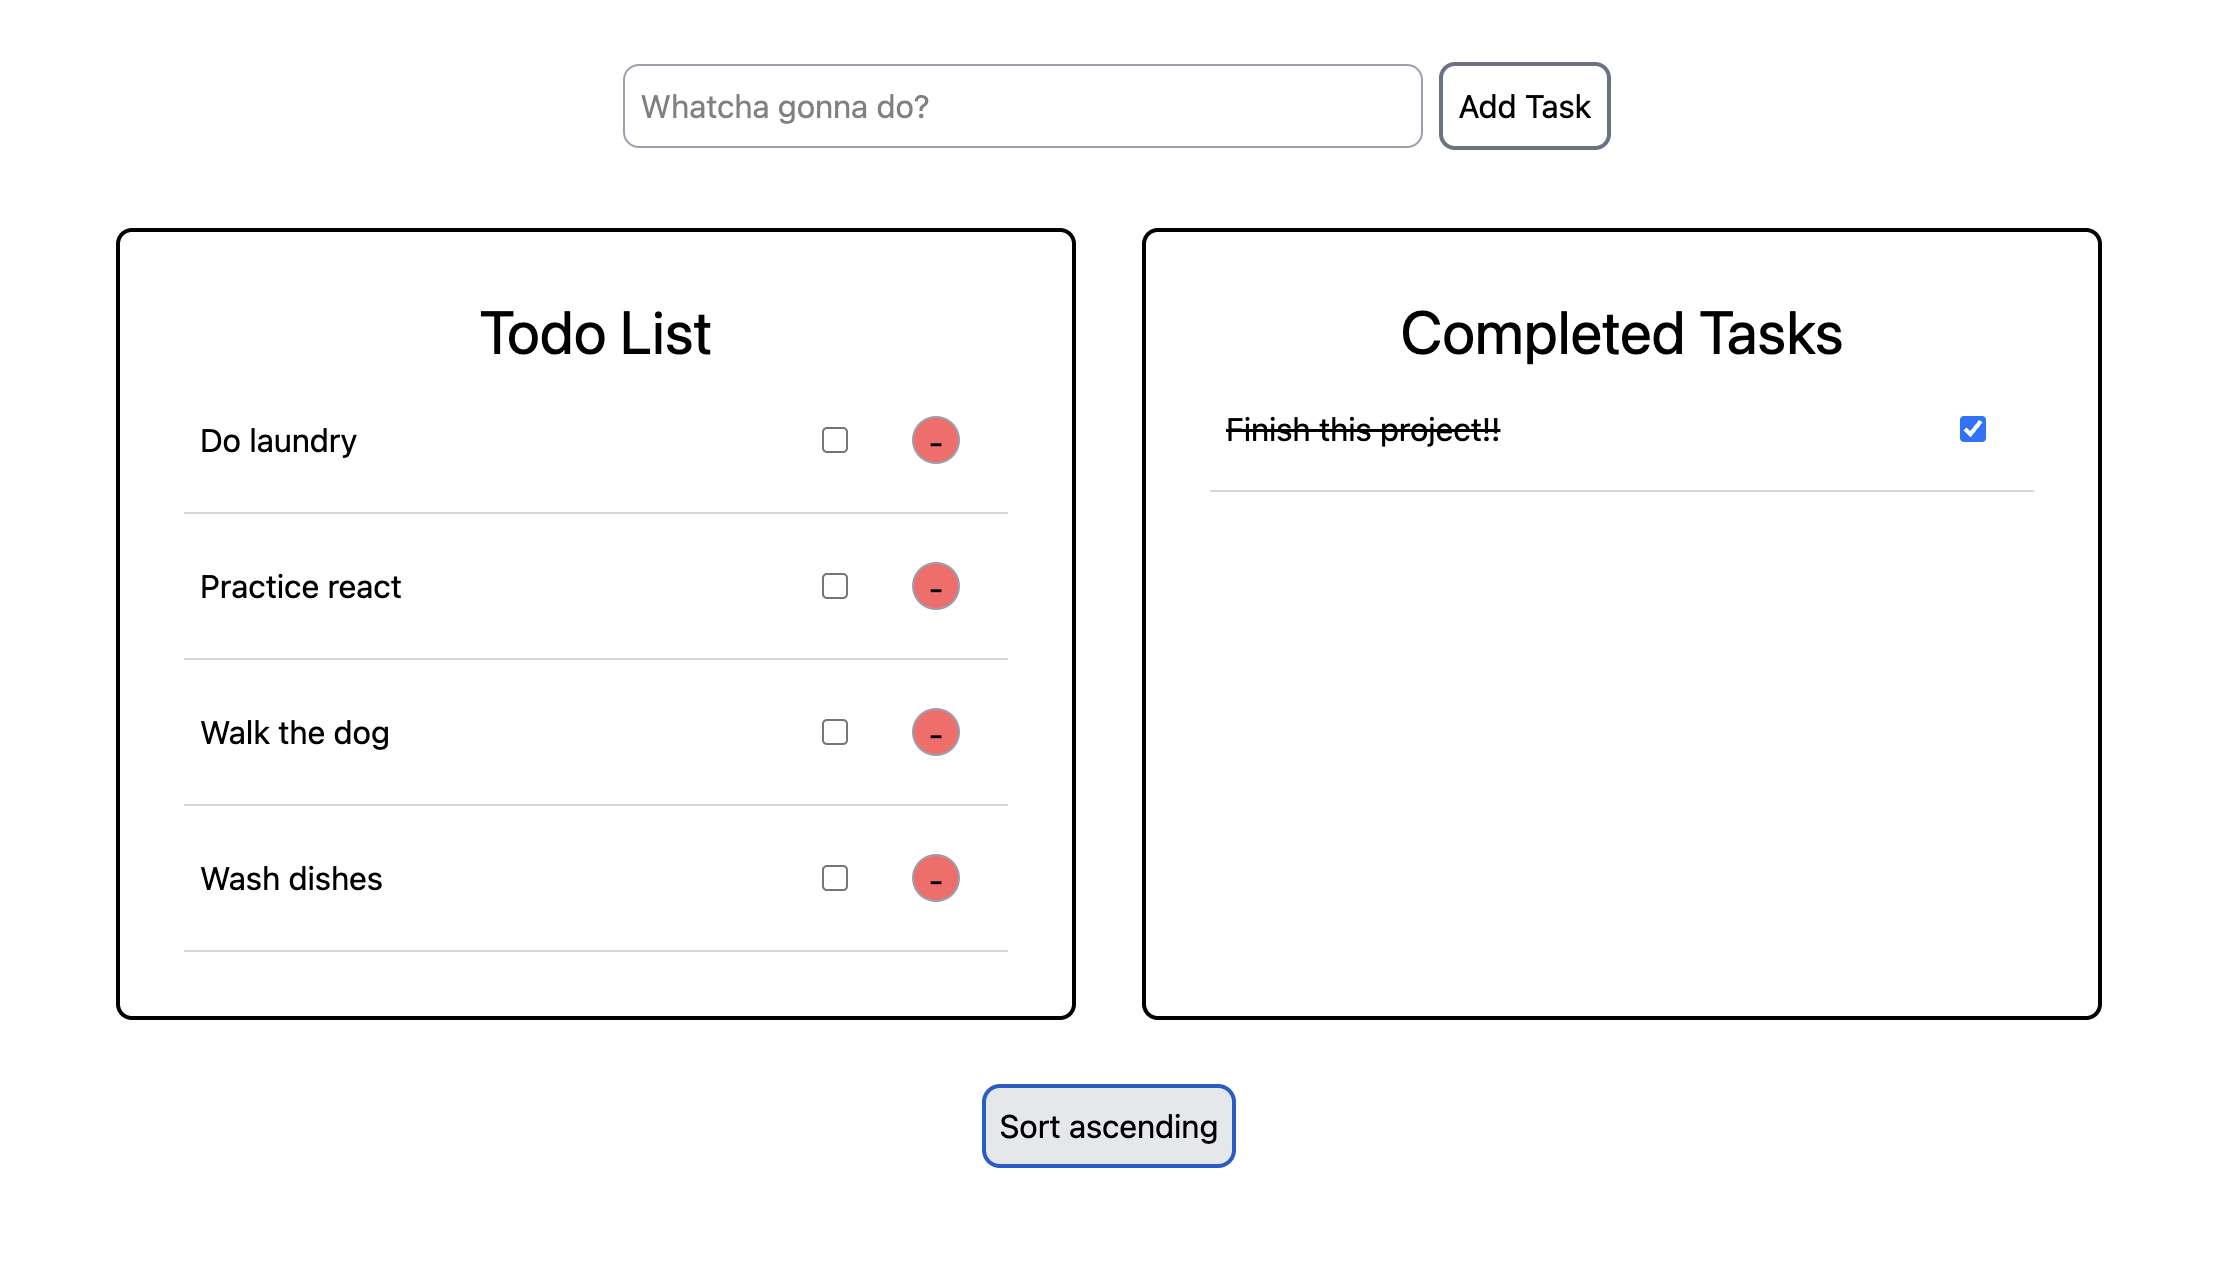 Whatcha gonna do?
Add Task
Todo List
Do laundry
-
Practice react
-
Walk the dog
-
Wash dishes
-
Completed Tasks
Finish this project!!
Sort ascending